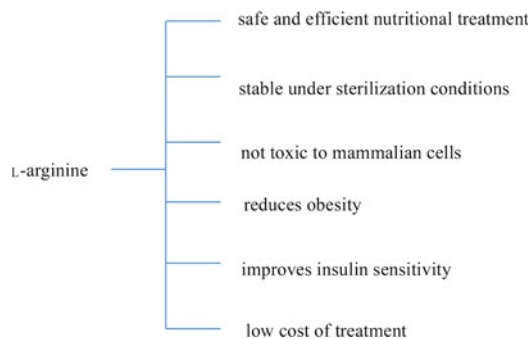 safe and efficient nutritional treatment
stable under sterilization conditions
not toxic to mammalian cells
L-arginine
reduces obesity
improves insulin sensitivity
low cost of treatment